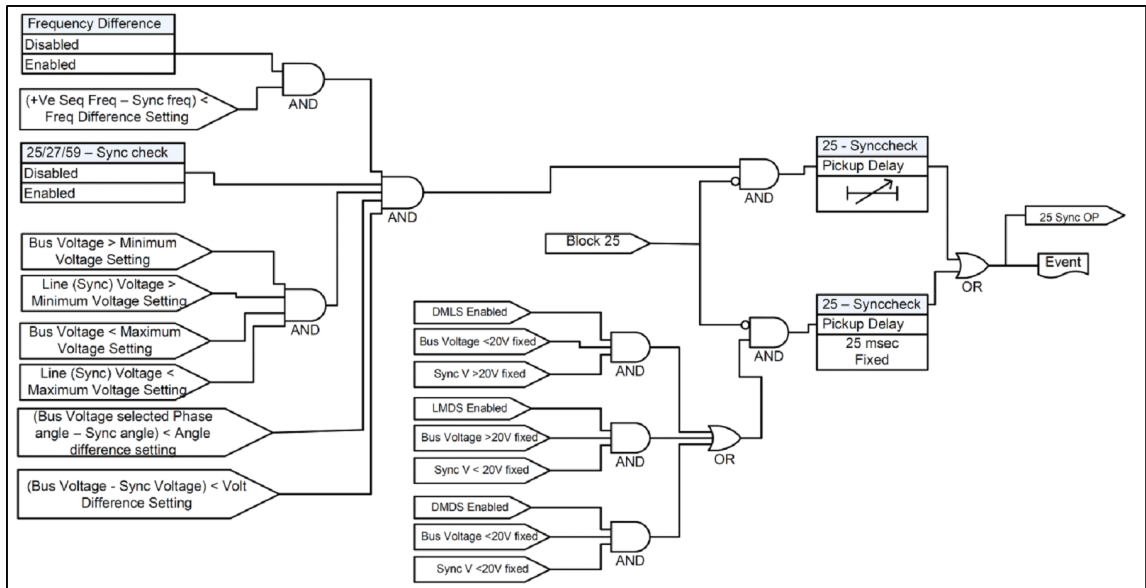 Frequency Difference
Disabled
Enabled
AND
(+Ve Seq Freq – Sync freq) <
Freq Difference Setting
25/27/59 – Sync check
Disabled
Enabled
AND
Bus Voltage > Minimum
Voltage Setting
Line (Sync) Voltage >
Minimum Voltage Setting
Bus Voltage < Maximum
Voltage Setting
Line (Sync) Voltage <
Maximum Voltage Setting
AND
(Bus Voltage selected Phase
angle – Sync angle) < Angle
difference setting
(Bus Voltage - Sync Voltage) < Volt
Difference Setting
Block 25
AND
25 - Synccheck
Pickup Delay
DMLS Enabled
Bus Voltage <20V fixed
Sync V >20V fixed
AND
LMDS Enabled
Bus Voltage >20V fixed
Sync V < 20V fixed
AND
DMDS Enabled
Bus Voltage <20V fixed
Sync V <20V fixed
AND
OR
AND
25 – Synccheck
Pickup Delay
25 msec
Fixed
OR
25 Sync OP
Event